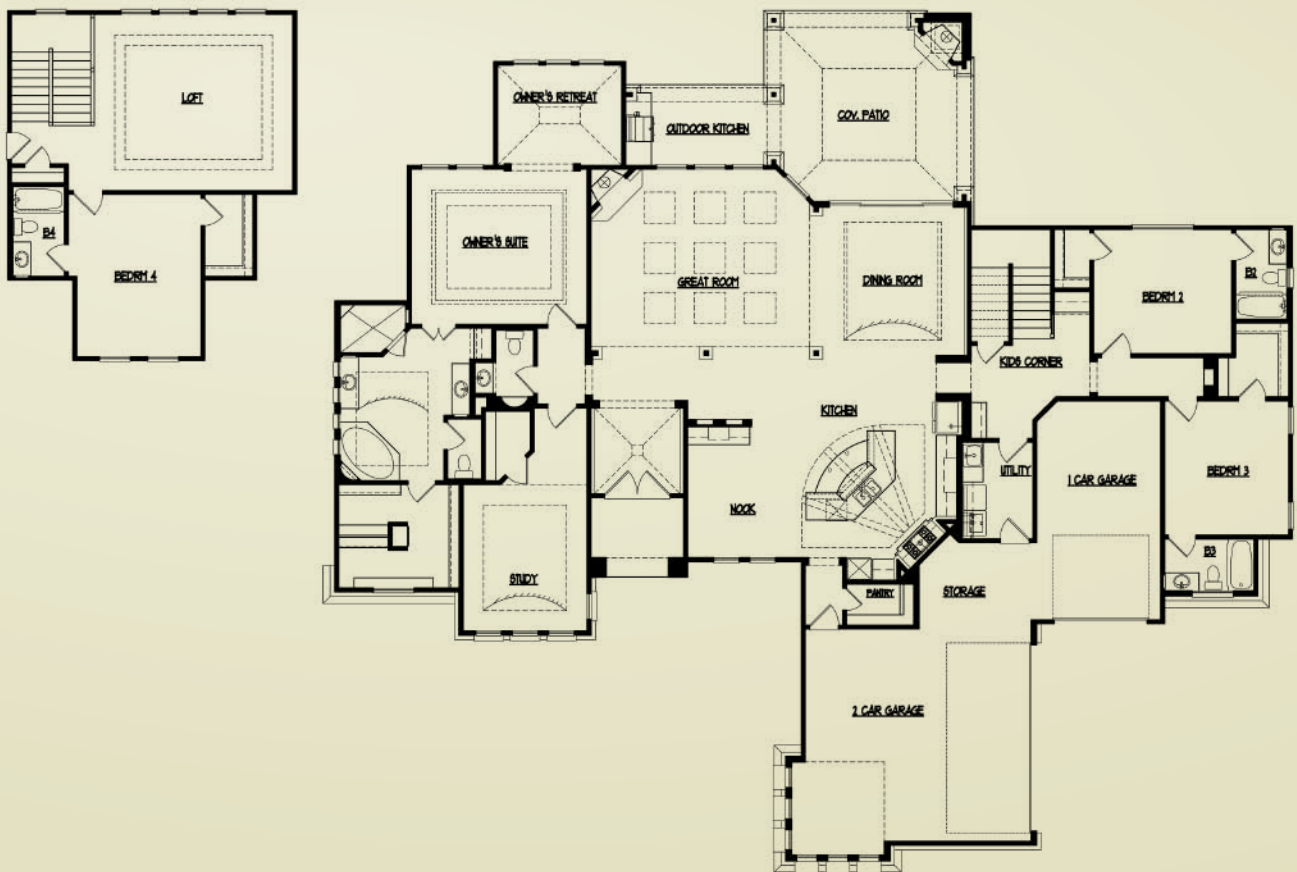 LOFT
B4
BEDRM 4
OWNER'S RETREAT
OUTDOOR KITCHEN
COV. PATIO
OWNER'S SUITE
GREAT ROOM
DINING ROOM
BEDRM 2
B2
KIDS CORNER
KITCHEN
UTILITY
1 CAR GARAGE
BEDRM 3
NOOK
B3
STUDY
PANTRY
STORAGE
2 CAR GARAGE